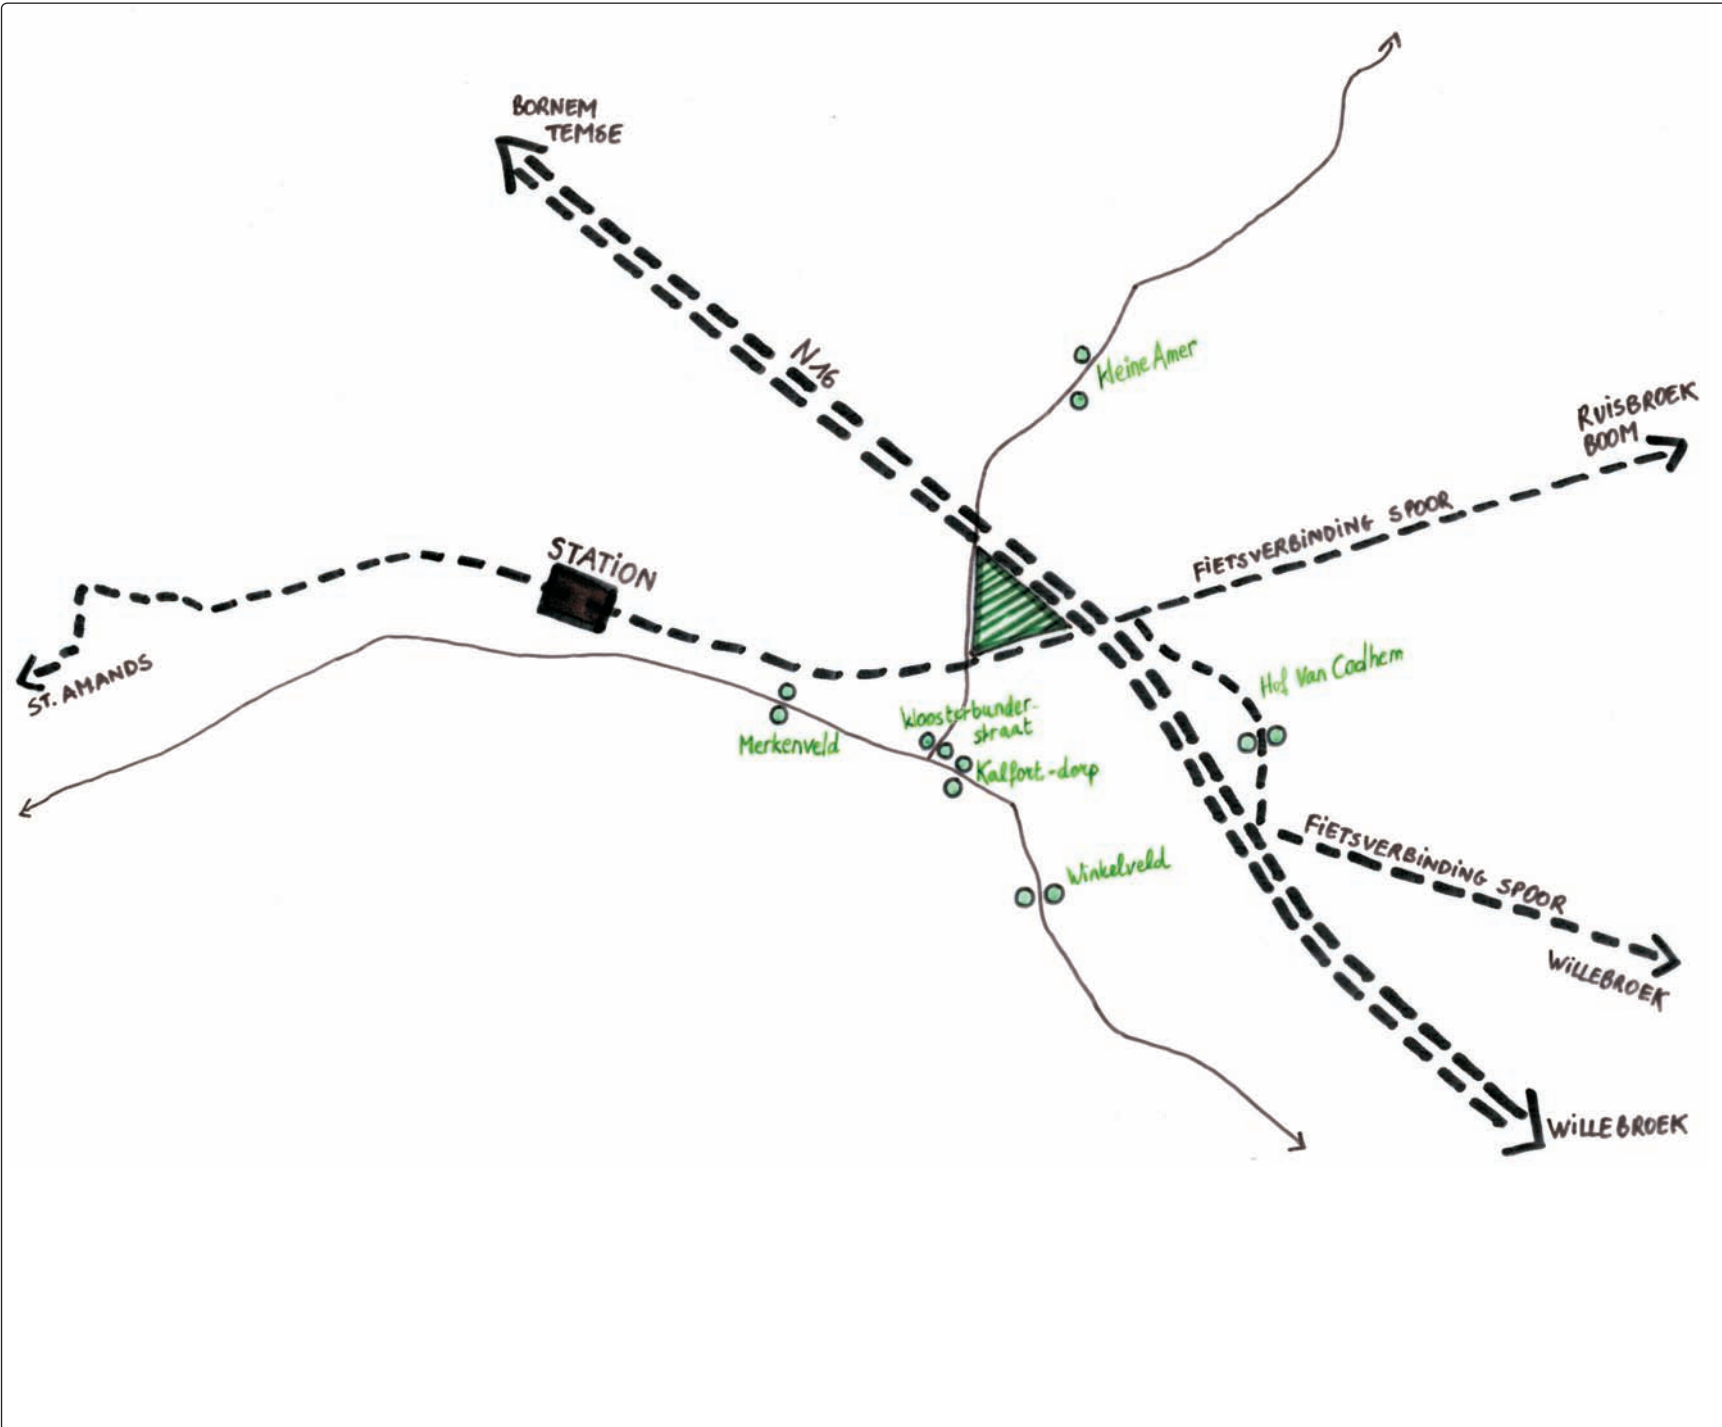 BORNEM
TEMSE
N16
Kleine Amer
RUISBROEK
BOOM
FIETSVERBINDING SPOOR
STATION
ST. AMANDS
Hof Van Coolhem
Kloosterbunder-
straat
Merkenveld
Kalfort-dorp
FIETSVERBINDING SPOOR
Winkelveld
WILLEBROEK
WILLEBROEK